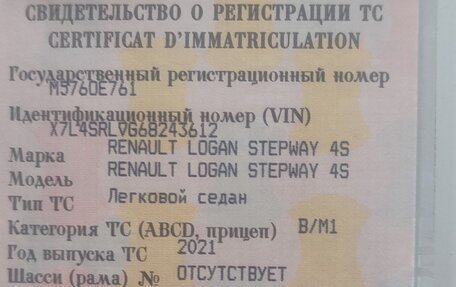 СВИДЕТЕЛЬСТВО О РЕГИСТРАЦИИ ТС
CERTIFICAT D'IMMATRICULATION
Государственный регистрационный номер
М976ОЕ761
Идентификационный номер (VIN)
X7L4SRLVG68243612
Марка RENAULT LOGAN STEPWAY 4S
Модель RENAULT LOGAN STEPWAY 4S
Тип ТС Легковой седан
Категория ТС (ABCD, прицеп) B/M1
Год выпуска ТС 2021
Шасси (рама) № ОТСУТСТВУЕТ